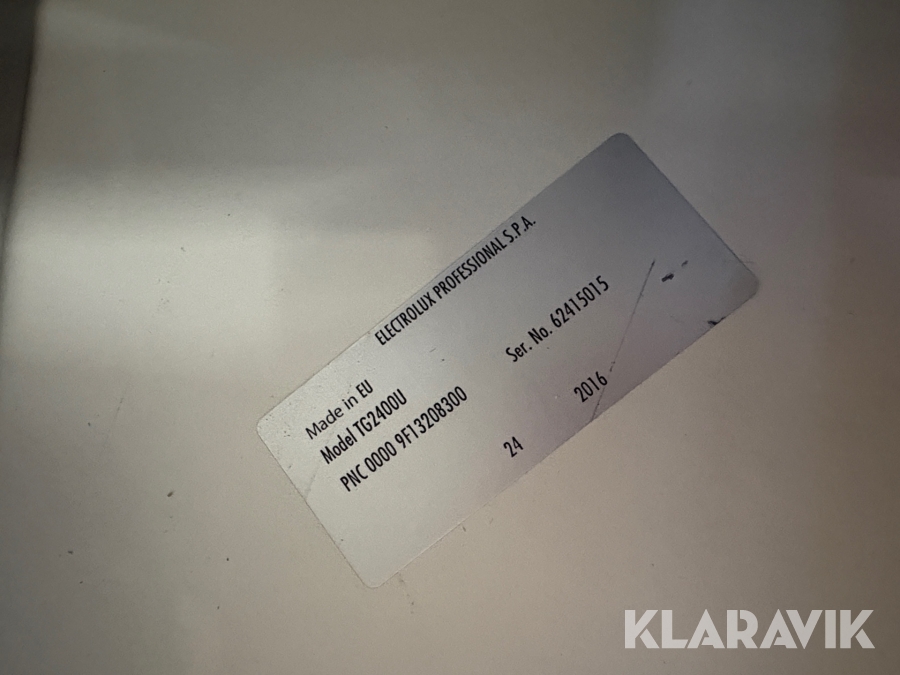 ELECTROLUX PROFESSIONAL S.P.A.
Made in EU
Model TG2400U
PNC 0000 9F13208300 Ser. No. 62415015
24 2016
KLARAVIK